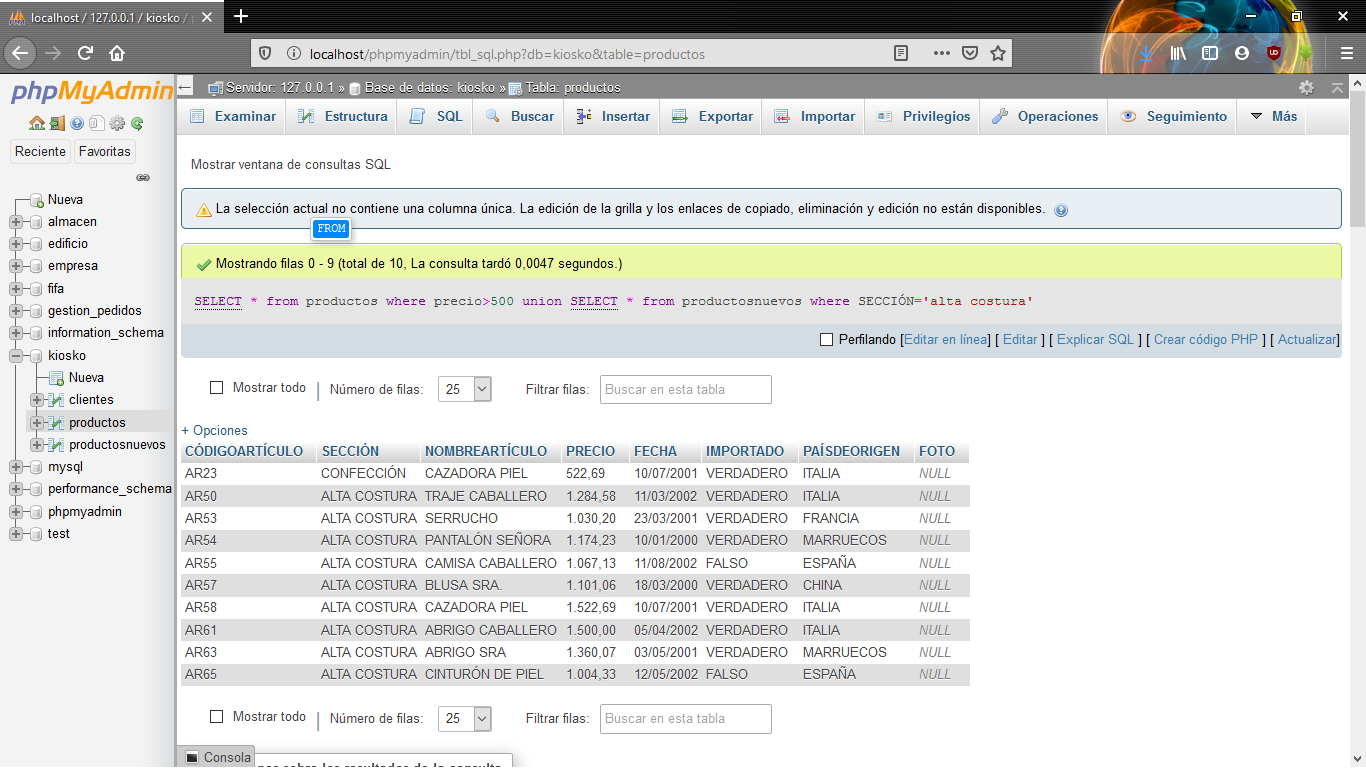 localhost / 127.0.0.1 / kiosko / p
localhost/phpmyadmin/tbl_sql.php?db=kiosko&table=productos
phpMyAdmin
Reciente Favoritas
Nueva
almacen
edificio
empresa
fifa
gestion_pedidos
information_schema
kiosko
Nueva
clientes
productos
productosnuevos
mysql
performance_schema
phpmyadmin
test
Servidor: 127.0.0.1 » Base de datos: kiosko » Tabla: productos
Examinar Estructura SQL Buscar Insertar Exportar Importar Privilegios Operaciones Seguimiento Más
Mostrar ventana de consultas SQL
La selección actual no contiene una columna única. La edición de la grilla y los enlaces de copiado, eliminación y edición no están disponibles.
FROM
Mostrando filas 0 - 9 (total de 10, La consulta tardó 0,0047 segundos.)
SELECT * from productos where precio>500 union SELECT * from productosnuevos where SECCIÓN='alta costura'
Perfilando [Editar en línea] [ Editar ] [ Explicar SQL ] [ Crear código PHP ] [ Actualizar]
Mostrar todo | Número de filas: 25 Filtrar filas: Buscar en esta tabla
+ Opciones
CÓDIGOARTÍCULO SECCIÓN NOMBREARTÍCULO PRECIO FECHA IMPORTADO PAÍSDEORIGEN FOTO
AR23 CONFECCIÓN CAZADORA PIEL 522,69 10/07/2001 VERDADERO ITALIA NULL
AR50 ALTA COSTURA TRAJE CABALLERO 1.284,58 11/03/2002 VERDADERO ITALIA NULL
AR53 ALTA COSTURA SERRUCHO 1.030,20 23/03/2001 VERDADERO FRANCIA NULL
AR54 ALTA COSTURA PANTALÓN SEÑORA 1.174,23 10/01/2000 VERDADERO MARRUECOS NULL
AR55 ALTA COSTURA CAMISA CABALLERO 1.067,13 11/08/2002 FALSO ESPAÑA NULL
AR57 ALTA COSTURA BLUSA SRA. 1.101,06 18/03/2000 VERDADERO CHINA NULL
AR58 ALTA COSTURA CAZADORA PIEL 1.522,69 10/07/2001 VERDADERO ITALIA NULL
AR61 ALTA COSTURA ABRIGO CABALLERO 1.500,00 05/04/2002 VERDADERO ITALIA NULL
AR63 ALTA COSTURA ABRIGO SRA 1.360,07 03/05/2001 VERDADERO MARRUECOS NULL
AR65 ALTA COSTURA CINTURÓN DE PIEL 1.004,33 12/05/2002 FALSO ESPAÑA NULL
Mostrar todo | Número de filas: 25 Filtrar filas: Buscar en esta tabla
Consola
sobre los resultados de la consulta